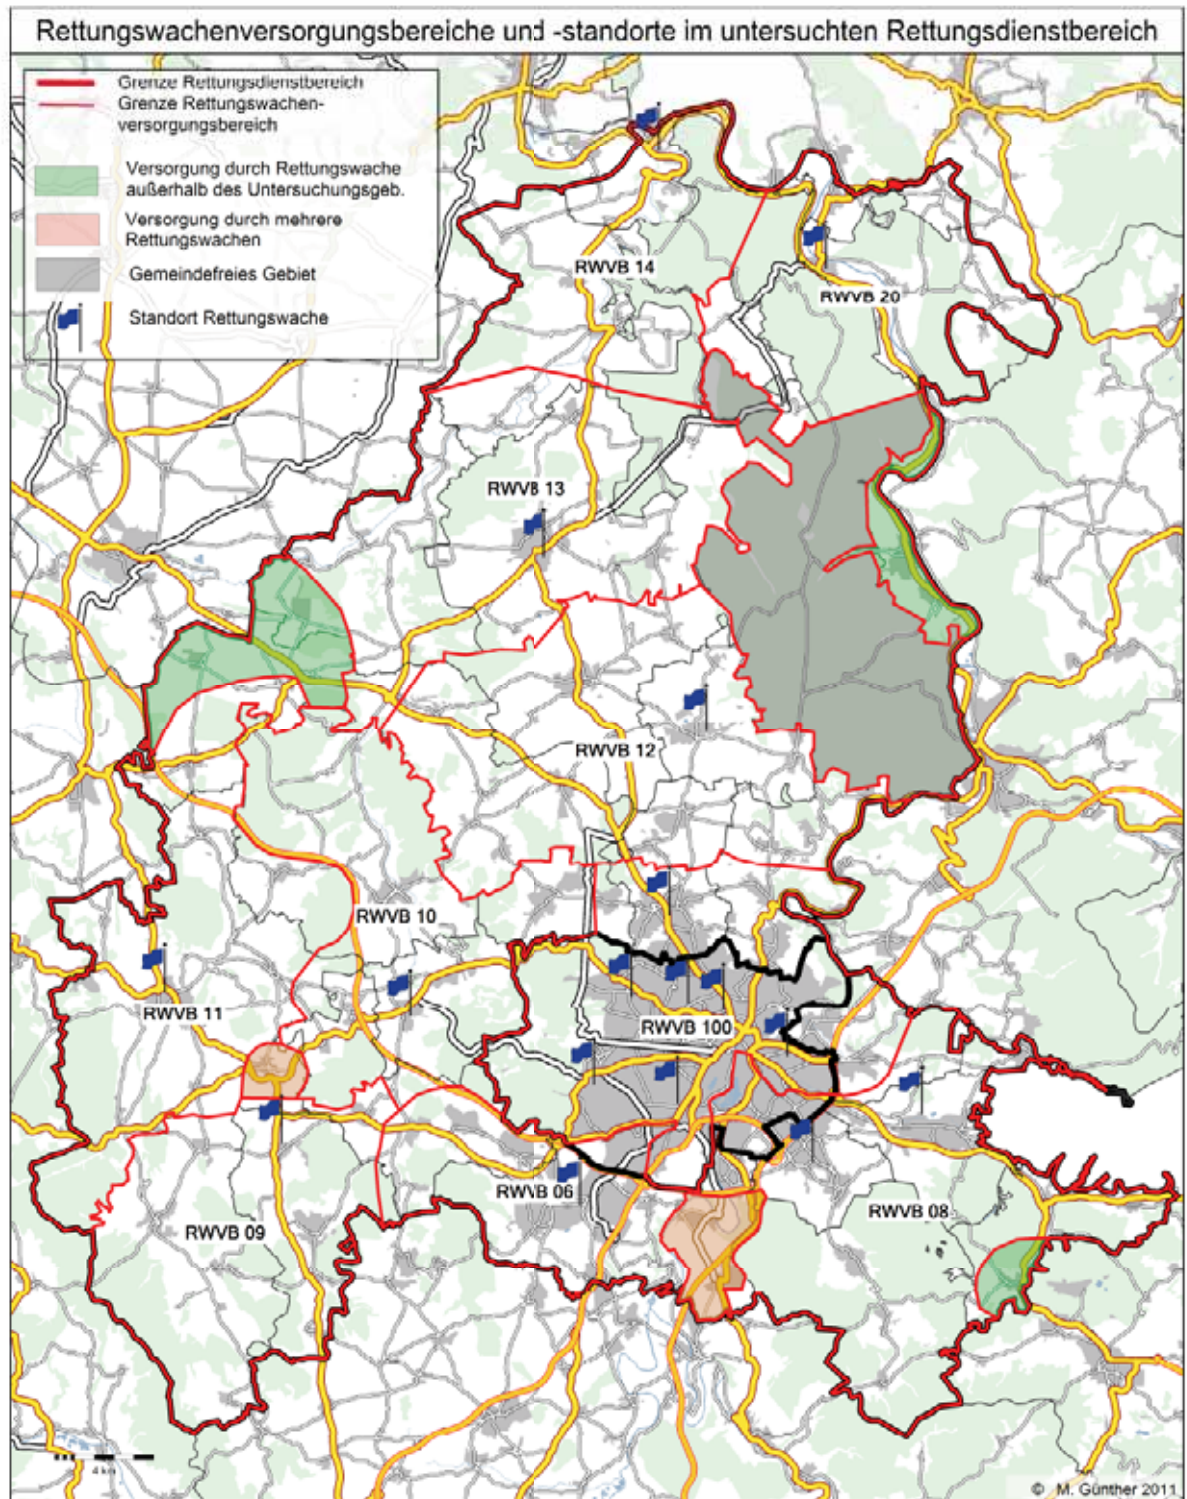 Rettungswachenversorgungsbereiche und -standorte im untersuchten Rettungsdienstbereich
Grenze Rettungsdienstbereich
Grenze Rettungswachen-
versorgungsbereich
Versorgung durch Rettungswache
außerhalb des Untersuchungsgeb.
Versorgung durch mehrere
Rettungswachen
Gemeindefreies Gebiet
Standort Rettungswache
RWVB 14
RWVB 20
RWVB 13
RWVB 12
RWVB 10
RWVB 11
RWVB 100
RWVB 06
RWVB 08
RWVB 09
4 km
© M. Günther 2011